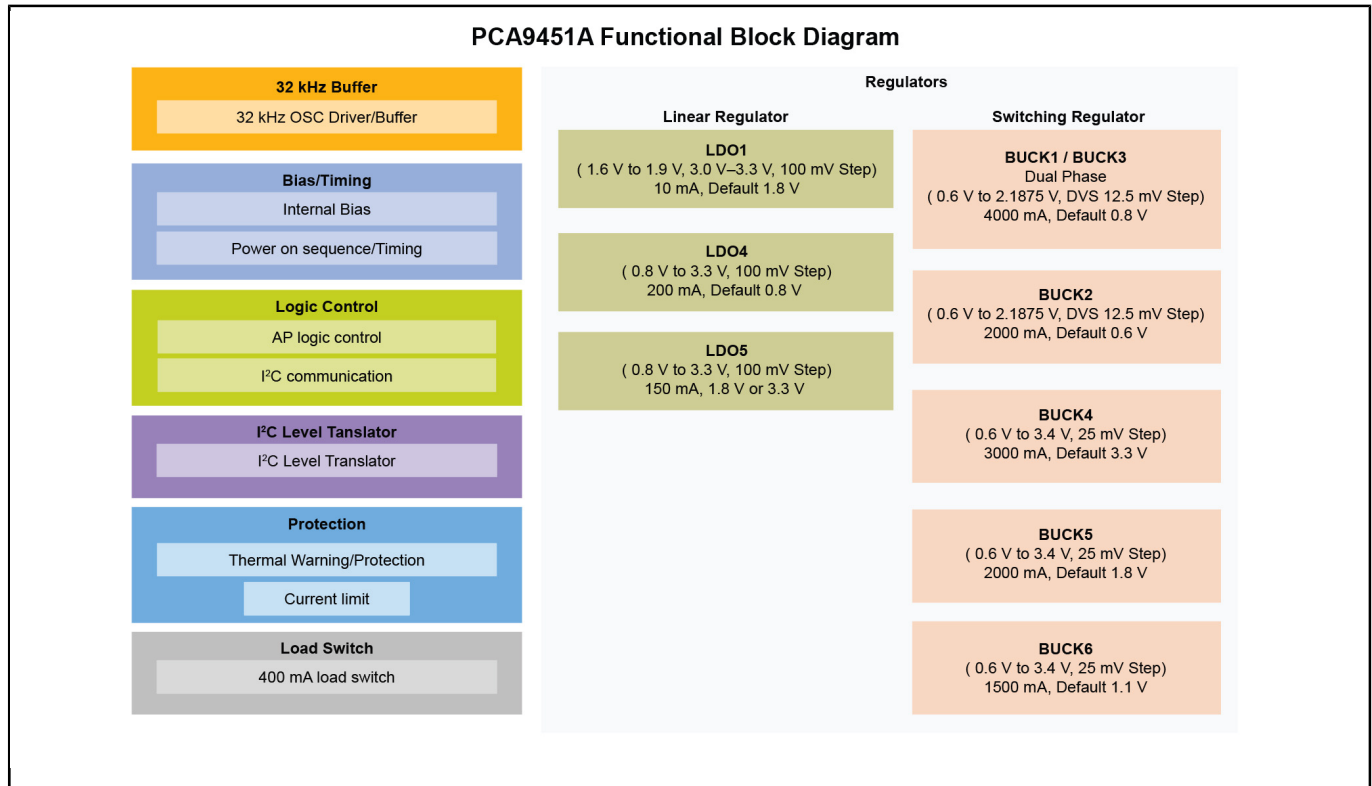 PCA9451A Functional Block Diagram
32 kHz Buffer
32 kHz OSC Driver/Buffer
Bias/Timing
Internal Bias
Power on sequence/Timing
Logic Control
AP logic control
I²C communication
I²C Level Tanslator
I²C Level Translator
Protection
Thermal Warning/Protection
Current limit
Load Switch
400 mA load switch
Regulators
Linear Regulator
LDO1
( 1.6 V to 1.9 V, 3.0 V–3.3 V, 100 mV Step)
10 mA, Default 1.8 V
LDO4
( 0.8 V to 3.3 V, 100 mV Step)
200 mA, Default 0.8 V
LDO5
( 0.8 V to 3.3 V, 100 mV Step)
150 mA, 1.8 V or 3.3 V
Switching Regulator
BUCK1 / BUCK3
Dual Phase
( 0.6 V to 2.1875 V, DVS 12.5 mV Step)
4000 mA, Default 0.8 V
BUCK2
( 0.6 V to 2.1875 V, DVS 12.5 mV Step)
2000 mA, Default 0.6 V
BUCK4
( 0.6 V to 3.4 V, 25 mV Step)
3000 mA, Default 3.3 V
BUCK5
( 0.6 V to 3.4 V, 25 mV Step)
2000 mA, Default 1.8 V
BUCK6
( 0.6 V to 3.4 V, 25 mV Step)
1500 mA, Default 1.1 V